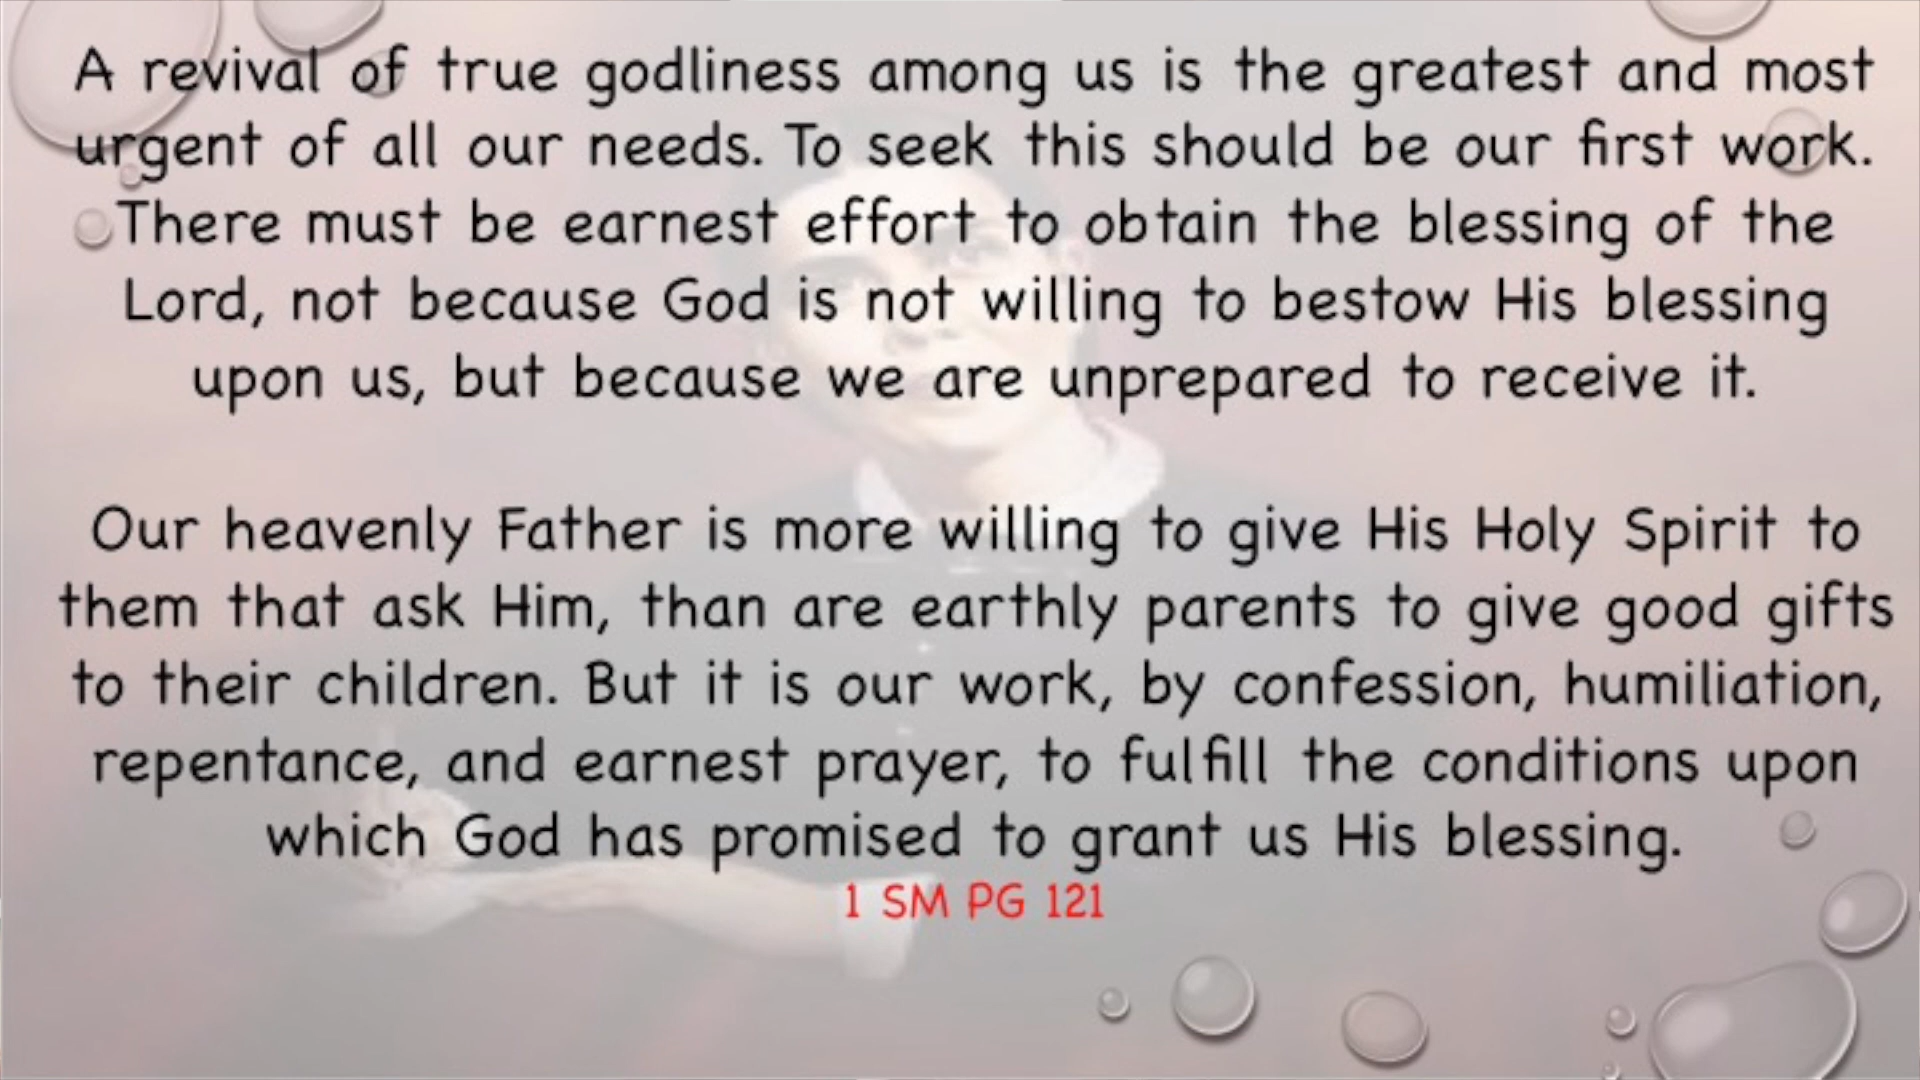 A revival of true godliness among us is the greatest and most
urgent of all our needs. To seek this should be our first work.
There must be earnest effort to obtain the blessing of the
Lord, not because God is not willing to bestow His blessing
upon us, but because we are unprepared to receive it.
Our heavenly Father is more willing to give His Holy Spirit to
them that ask Him, than are earthly parents to give good gifts
to their children. But it is our work, by confession, humiliation,
repentance, and earnest prayer, to fulfill the conditions upon
which God has promised to grant us His blessing.
1 SM PG 121